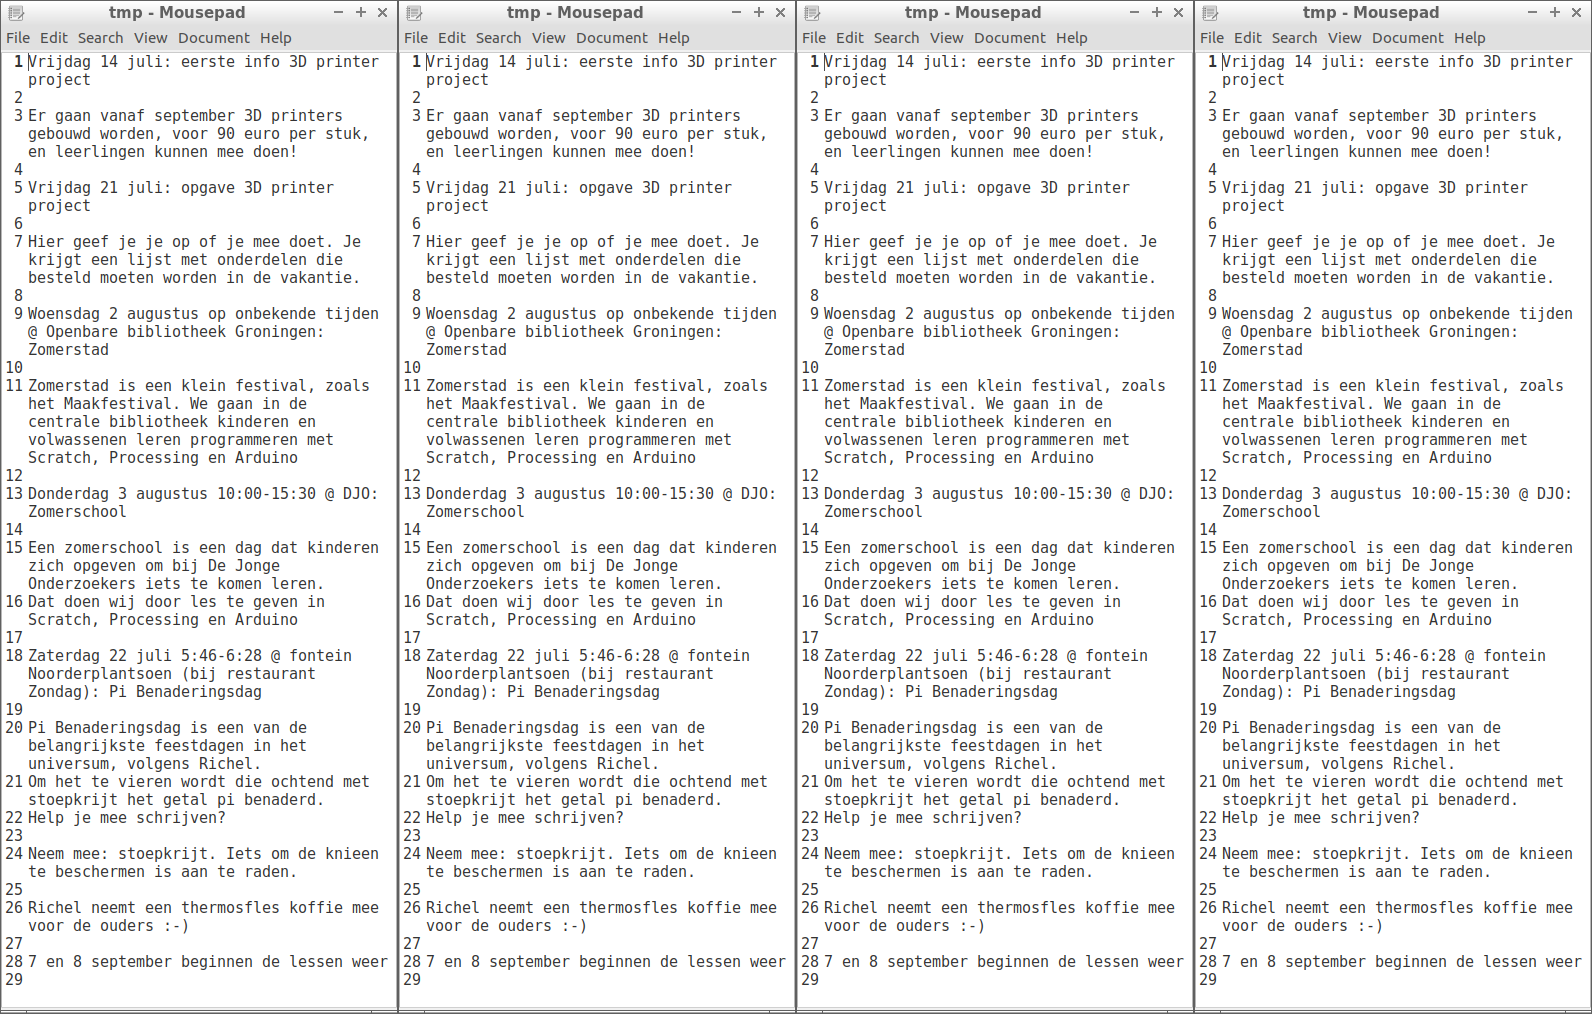 tmp - Mousepad
File Edit Search View Document Help
1 Vrijdag 14 juli: eerste info 3D printer
project
2
3 Er gaan vanaf september 3D printers
gebouwd worden, voor 90 euro per stuk,
en leerlingen kunnen mee doen!
4
5 Vrijdag 21 juli: opgave 3D printer
project
6
7 Hier geef je je op of je mee doet. Je
krijgt een lijst met onderdelen die
besteld moeten worden in de vakantie.
8
9 Woensdag 2 augustus op onbekende tijden
@ Openbare bibliotheek Groningen:
Zomerstad
10
11 Zomerstad is een klein festival, zoals
het Maakfestival. We gaan in de
centrale bibliotheek kinderen en
volwassenen leren programmeren met
Scratch, Processing en Arduino
12
13 Donderdag 3 augustus 10:00-15:30 @ DJO:
Zomerschool
14
15 Een zomerschool is een dag dat kinderen
zich opgeven om bij De Jonge
Onderzoekers iets te komen leren.
16 Dat doen wij door les te geven in
Scratch, Processing en Arduino
17
18 Zaterdag 22 juli 5:46-6:28 @ fontein
Noorderplantsoen (bij restaurant
Zondag): Pi Benaderingsdag
19
20 Pi Benaderingsdag is een van de
belangrijkste feestdagen in het
universum, volgens Richel.
21 Om het te vieren wordt die ochtend met
stoepkrijt het getal pi benaderd.
22 Help je mee schrijven?
23
24 Neem mee: stoepkrijt. Iets om de knieen
te beschermen is aan te raden.
25
26 Richel neemt een thermosfles koffie mee
voor de ouders :-)
27
28 7 en 8 september beginnen de lessen weer
29
tmp - Mousepad
File Edit Search View Document Help
1 Vrijdag 14 juli: eerste info 3D printer
project
2
3 Er gaan vanaf september 3D printers
gebouwd worden, voor 90 euro per stuk,
en leerlingen kunnen mee doen!
4
5 Vrijdag 21 juli: opgave 3D printer
project
6
7 Hier geef je je op of je mee doet. Je
krijgt een lijst met onderdelen die
besteld moeten worden in de vakantie.
8
9 Woensdag 2 augustus op onbekende tijden
@ Openbare bibliotheek Groningen:
Zomerstad
10
11 Zomerstad is een klein festival, zoals
het Maakfestival. We gaan in de
centrale bibliotheek kinderen en
volwassenen leren programmeren met
Scratch, Processing en Arduino
12
13 Donderdag 3 augustus 10:00-15:30 @ DJO:
Zomerschool
14
15 Een zomerschool is een dag dat kinderen
zich opgeven om bij De Jonge
Onderzoekers iets te komen leren.
16 Dat doen wij door les te geven in
Scratch, Processing en Arduino
17
18 Zaterdag 22 juli 5:46-6:28 @ fontein
Noorderplantsoen (bij restaurant
Zondag): Pi Benaderingsdag
19
20 Pi Benaderingsdag is een van de
belangrijkste feestdagen in het
universum, volgens Richel.
21 Om het te vieren wordt die ochtend met
stoepkrijt het getal pi benaderd.
22 Help je mee schrijven?
23
24 Neem mee: stoepkrijt. Iets om de knieen
te beschermen is aan te raden.
25
26 Richel neemt een thermosfles koffie mee
voor de ouders :-)
27
28 7 en 8 september beginnen de lessen weer
29
tmp - Mousepad
File Edit Search View Document Help
1 Vrijdag 14 juli: eerste info 3D printer
project
2
3 Er gaan vanaf september 3D printers
gebouwd worden, voor 90 euro per stuk,
en leerlingen kunnen mee doen!
4
5 Vrijdag 21 juli: opgave 3D printer
project
6
7 Hier geef je je op of je mee doet. Je
krijgt een lijst met onderdelen die
besteld moeten worden in de vakantie.
8
9 Woensdag 2 augustus op onbekende tijden
@ Openbare bibliotheek Groningen:
Zomerstad
10
11 Zomerstad is een klein festival, zoals
het Maakfestival. We gaan in de
centrale bibliotheek kinderen en
volwassenen leren programmeren met
Scratch, Processing en Arduino
12
13 Donderdag 3 augustus 10:00-15:30 @ DJO:
Zomerschool
14
15 Een zomerschool is een dag dat kinderen
zich opgeven om bij De Jonge
Onderzoekers iets te komen leren.
16 Dat doen wij door les te geven in
Scratch, Processing en Arduino
17
18 Zaterdag 22 juli 5:46-6:28 @ fontein
Noorderplantsoen (bij restaurant
Zondag): Pi Benaderingsdag
19
20 Pi Benaderingsdag is een van de
belangrijkste feestdagen in het
universum, volgens Richel.
21 Om het te vieren wordt die ochtend met
stoepkrijt het getal pi benaderd.
22 Help je mee schrijven?
23
24 Neem mee: stoepkrijt. Iets om de knieen
te beschermen is aan te raden.
25
26 Richel neemt een thermosfles koffie mee
voor de ouders :-)
27
28 7 en 8 september beginnen de lessen weer
29
tmp - Mousepad
File Edit Search View Document Help
1 Vrijdag 14 juli: eerste info 3D printer
project
2
3 Er gaan vanaf september 3D printers
gebouwd worden, voor 90 euro per stuk,
en leerlingen kunnen mee doen!
4
5 Vrijdag 21 juli: opgave 3D printer
project
6
7 Hier geef je je op of je mee doet. Je
krijgt een lijst met onderdelen die
besteld moeten worden in de vakantie.
8
9 Woensdag 2 augustus op onbekende tijden
@ Openbare bibliotheek Groningen:
Zomerstad
10
11 Zomerstad is een klein festival, zoals
het Maakfestival. We gaan in de
centrale bibliotheek kinderen en
volwassenen leren programmeren met
Scratch, Processing en Arduino
12
13 Donderdag 3 augustus 10:00-15:30 @ DJO:
Zomerschool
14
15 Een zomerschool is een dag dat kinderen
zich opgeven om bij De Jonge
Onderzoekers iets te komen leren.
16 Dat doen wij door les te geven in
Scratch, Processing en Arduino
17
18 Zaterdag 22 juli 5:46-6:28 @ fontein
Noorderplantsoen (bij restaurant
Zondag): Pi Benaderingsdag
19
20 Pi Benaderingsdag is een van de
belangrijkste feestdagen in het
universum, volgens Richel.
21 Om het te vieren wordt die ochtend met
stoepkrijt het getal pi benaderd.
22 Help je mee schrijven?
23
24 Neem mee: stoepkrijt. Iets om de knieen
te beschermen is aan te raden.
25
26 Richel neemt een thermosfles koffie mee
voor de ouders :-)
27
28 7 en 8 september beginnen de lessen weer
29